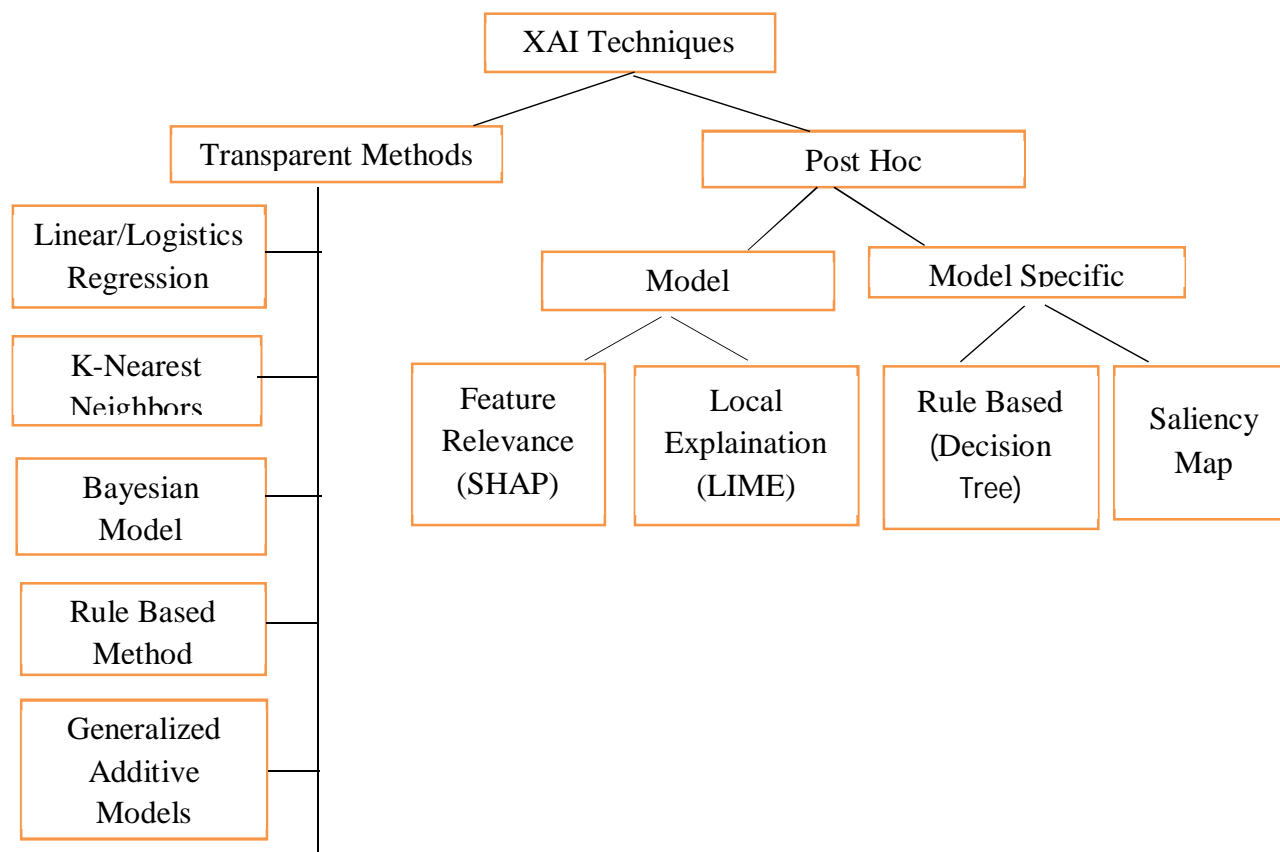 XAI Techniques
Transparent Methods
Post Hoc
Linear/Logistics
Regression
K-Nearest
Neighbors
Bayesian
Model
Rule Based
Method
Generalized
Additive
Models
Model
Model Specific
Feature
Relevance
(SHAP)
Local
Explaination
(LIME)
Rule Based
(Decision
Tree)
Saliency
Map